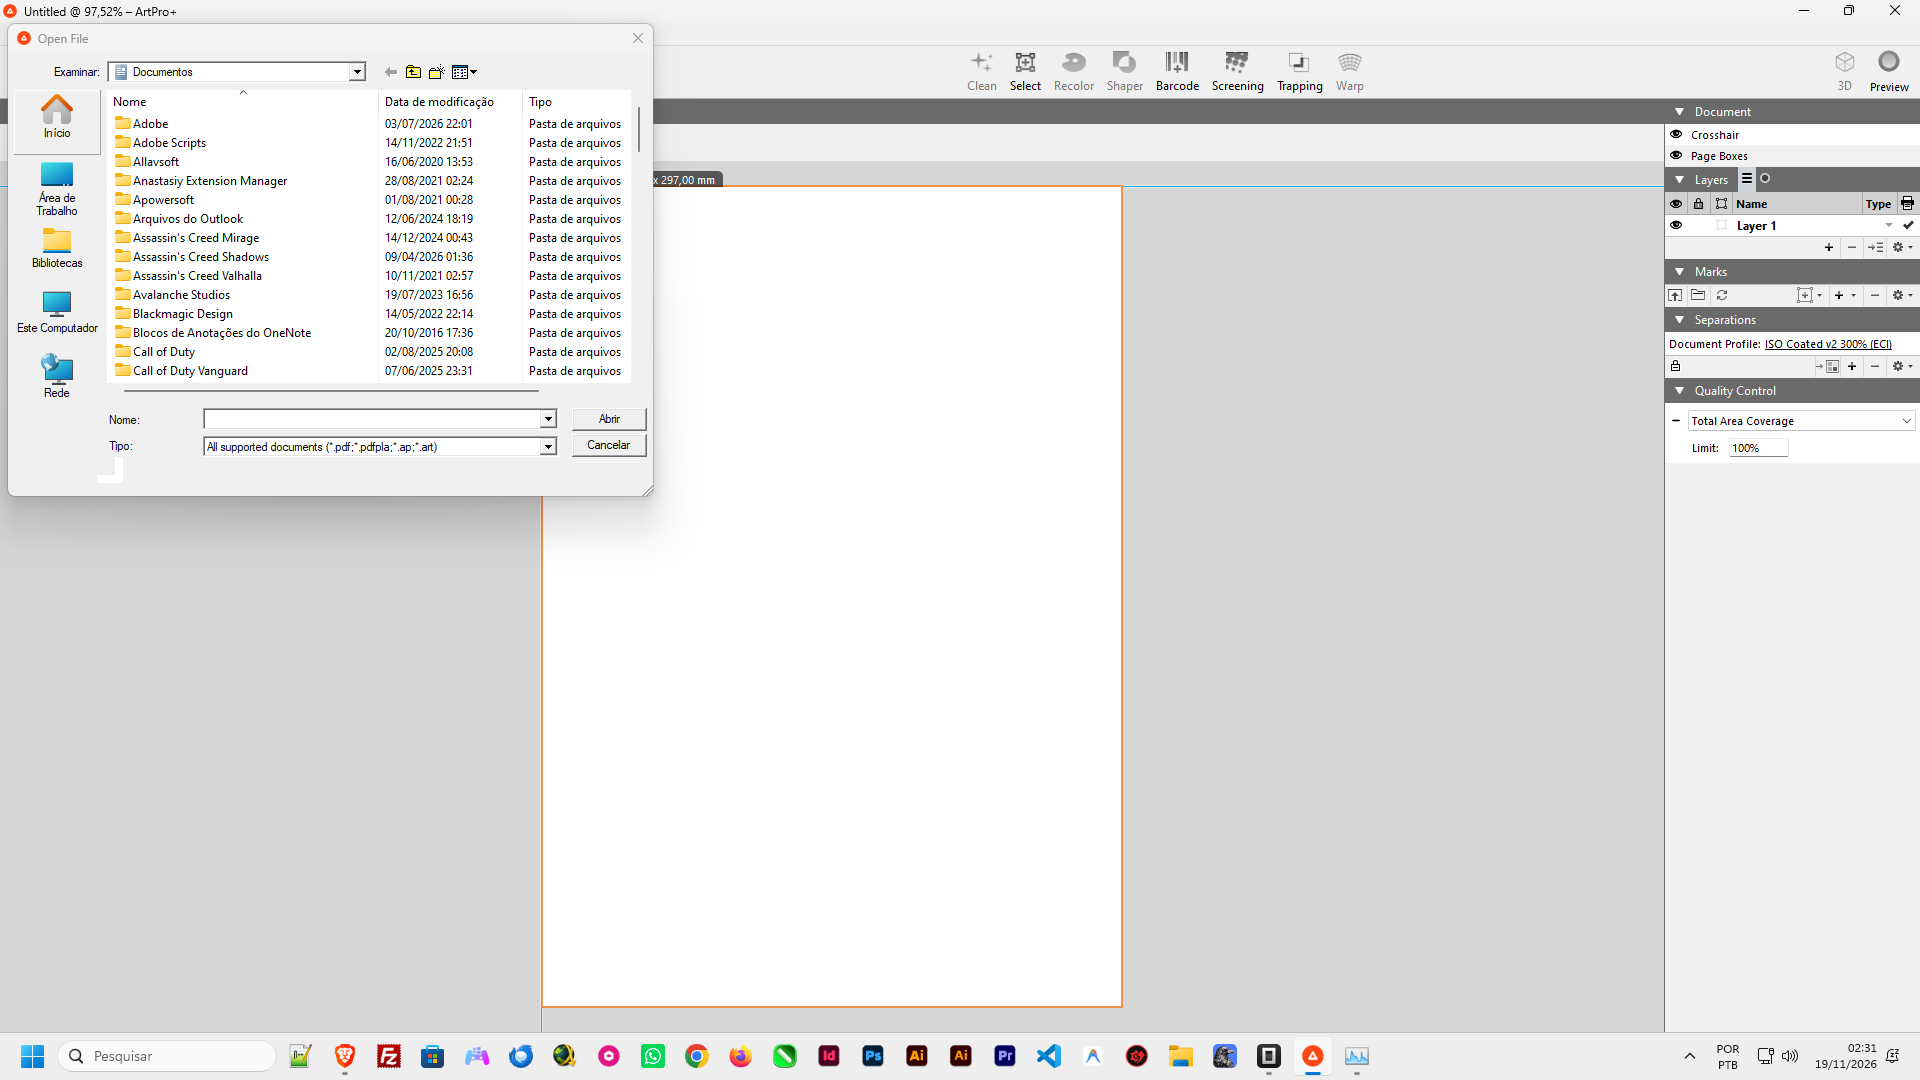 Untitled @ 97,52% – ArtPro+
Open File
Examinar:
Documentos
Início
Área de
Trabalho
Bibliotecas
Este Computador
Rede
Nome Data de modificação Tipo
Adobe 03/07/2026 22:01 Pasta de arquivos
Adobe Scripts 14/11/2022 21:51 Pasta de arquivos
Allavsoft 16/06/2020 13:53 Pasta de arquivos
Anastasiy Extension Manager 28/08/2021 02:24 Pasta de arquivos
Apowersoft 01/08/2021 00:28 Pasta de arquivos
Arquivos do Outlook 12/06/2024 18:19 Pasta de arquivos
Assassin's Creed Mirage 14/12/2024 00:43 Pasta de arquivos
Assassin's Creed Shadows 09/04/2026 01:36 Pasta de arquivos
Assassin's Creed Valhalla 10/11/2021 02:57 Pasta de arquivos
Avalanche Studios 19/07/2023 16:56 Pasta de arquivos
Blackmagic Design 14/05/2022 22:14 Pasta de arquivos
Blocos de Anotações do OneNote 20/10/2016 17:36 Pasta de arquivos
Call of Duty 02/08/2025 20:08 Pasta de arquivos
Call of Duty Vanguard 07/06/2025 23:31 Pasta de arquivos
Nome:
Abrir
Tipo:
All supported documents (*.pdf;*.pdfpla;*.ap;*.art)
Cancelar
Clean
Select
Recolor
Shaper
Barcode
Screening
Trapping
Warp
3D
Preview
x 297,00 mm
Document
Crosshair
Page Boxes
Layers
Name Type
Layer 1
Marks
Separations
Document Profile: ISO Coated v2 300% (ECI)
Quality Control
Total Area Coverage
Limit: 100%
Pesquisar
Id
Ps
Ai
Ai
Pr
POR
PTB
02:31
19/11/2026